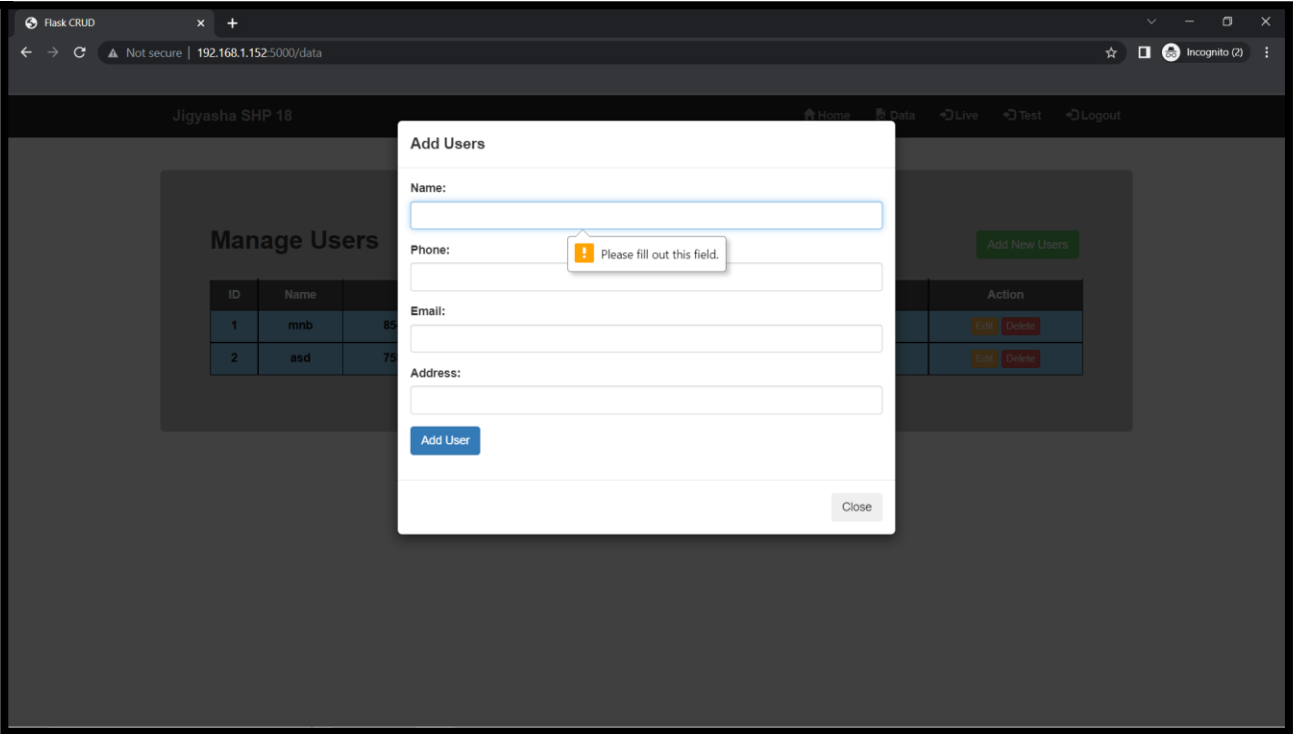 Flask CRUD
Not secure | 192.168.1.152:5000/data
Incognito (2)
Jigyasha SHP 18
Home Data Live Test Logout
Add Users
Name:
Please fill out this field.
Phone:
Email:
Address:
Add User
Close
Manage Users
Add New Users
ID Name Action
1 mnb 85 Edit Delete
2 asd 75 Edit Delete